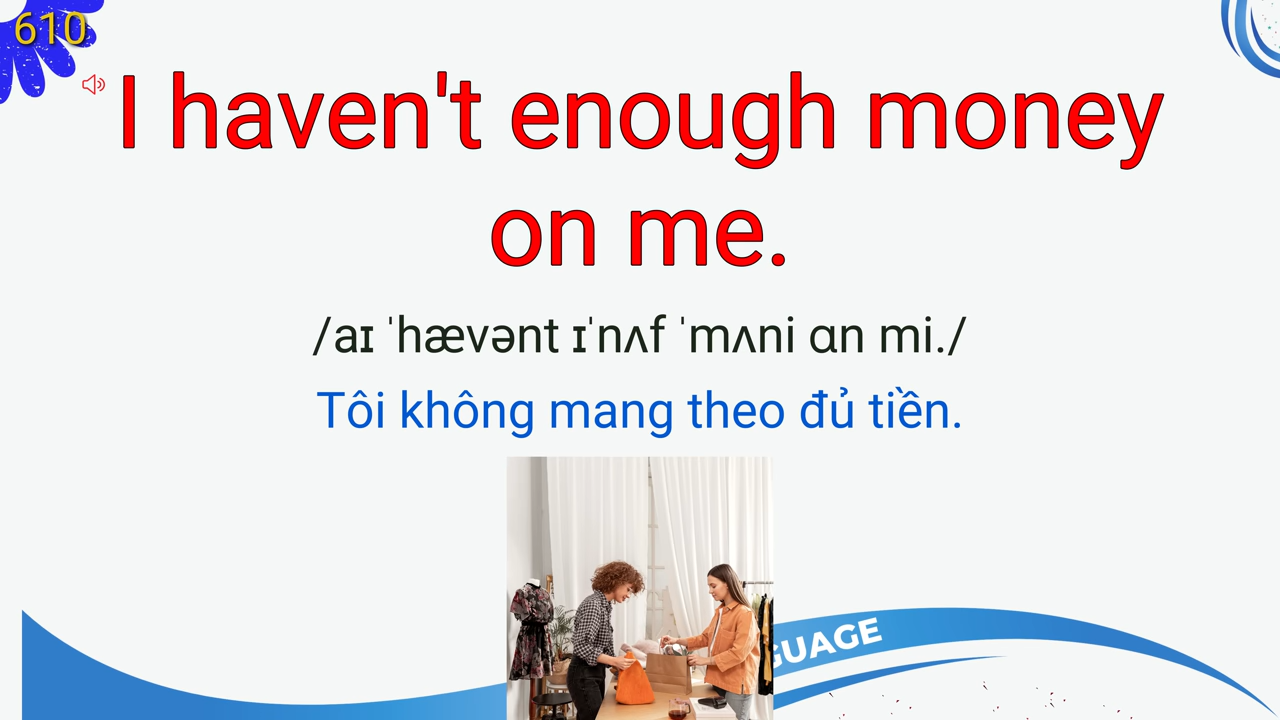 610
I haven't enough money
on me.
/aɪ ˈhævənt ɪˈnʌf ˈmʌni ɑn mi./
Tôi không mang theo đủ tiền.
GUAGE